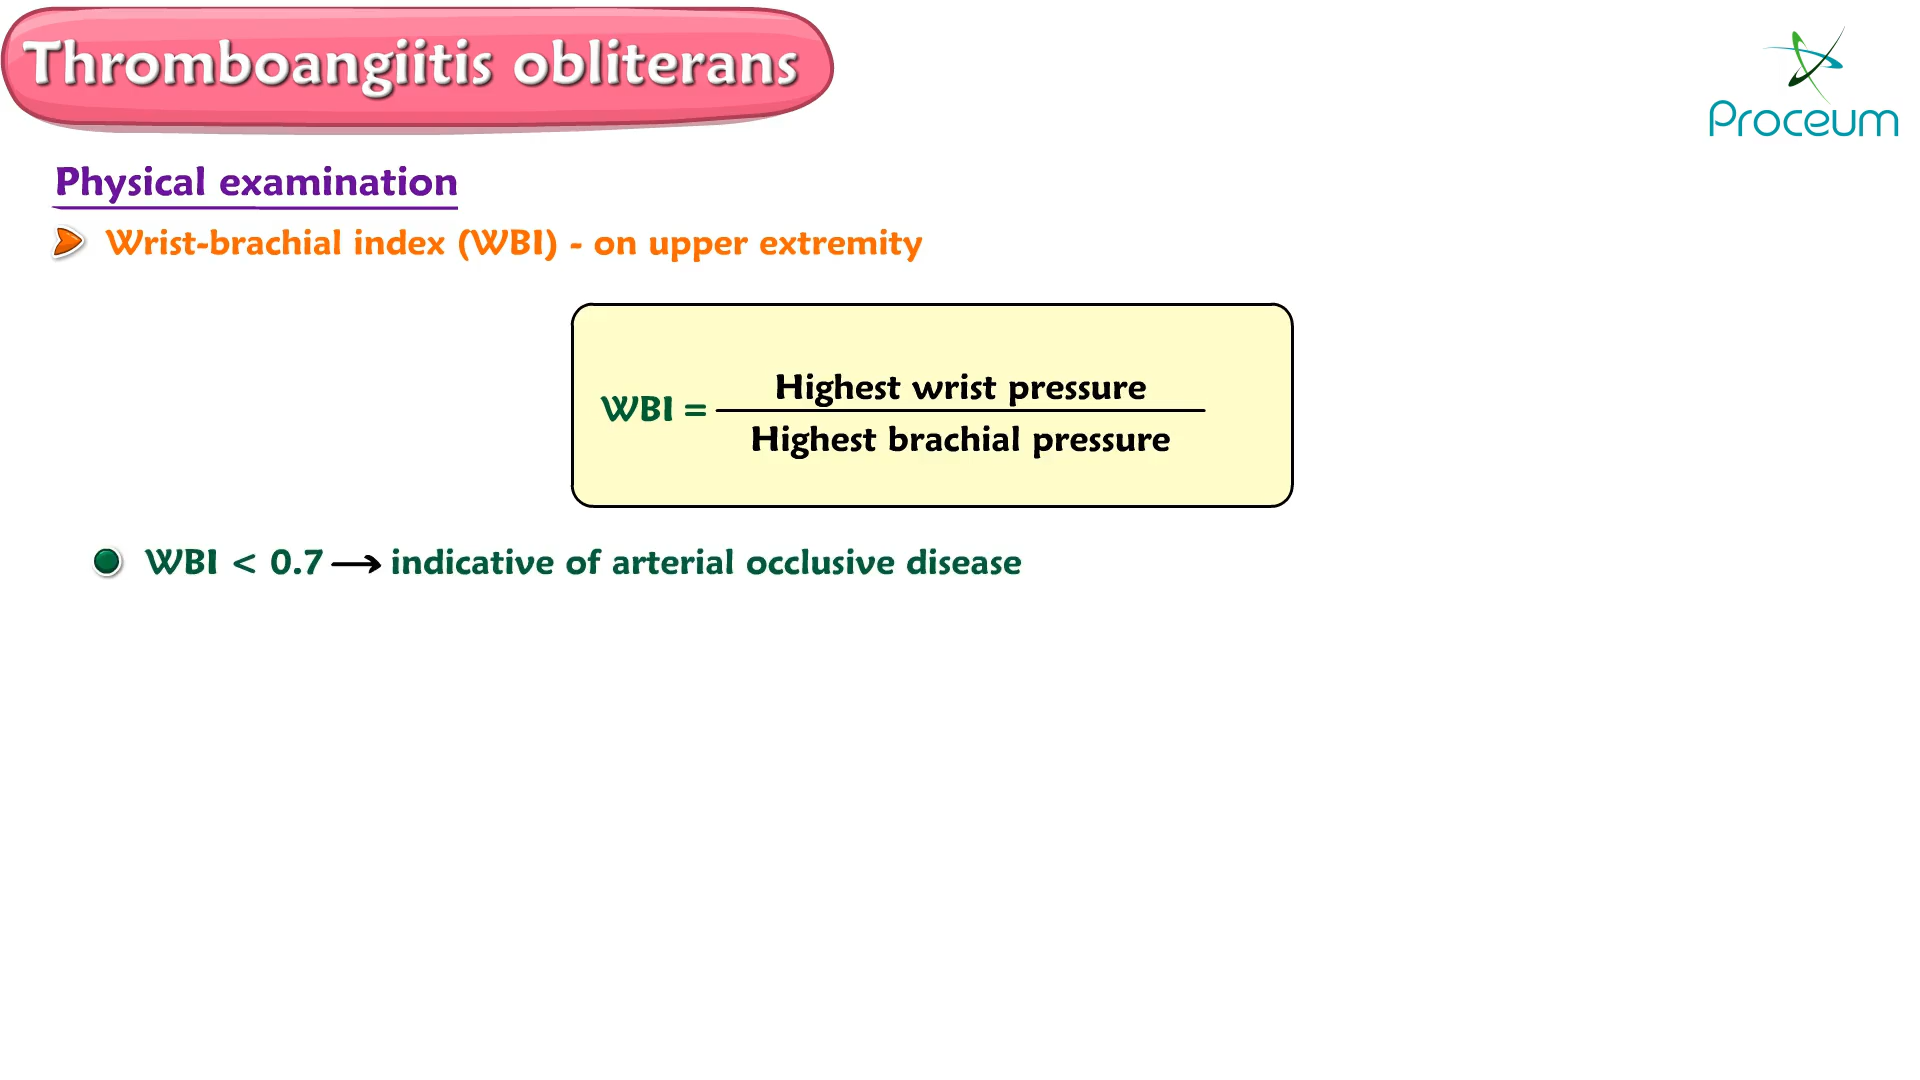 Thromboangiitis obliterans
Proceum
Physical examination
Wrist-brachial index (WBI) - on upper extremity
WBI = Highest wrist pressure
Highest brachial pressure
WBI < 0.7 ⟶ indicative of arterial occlusive disease